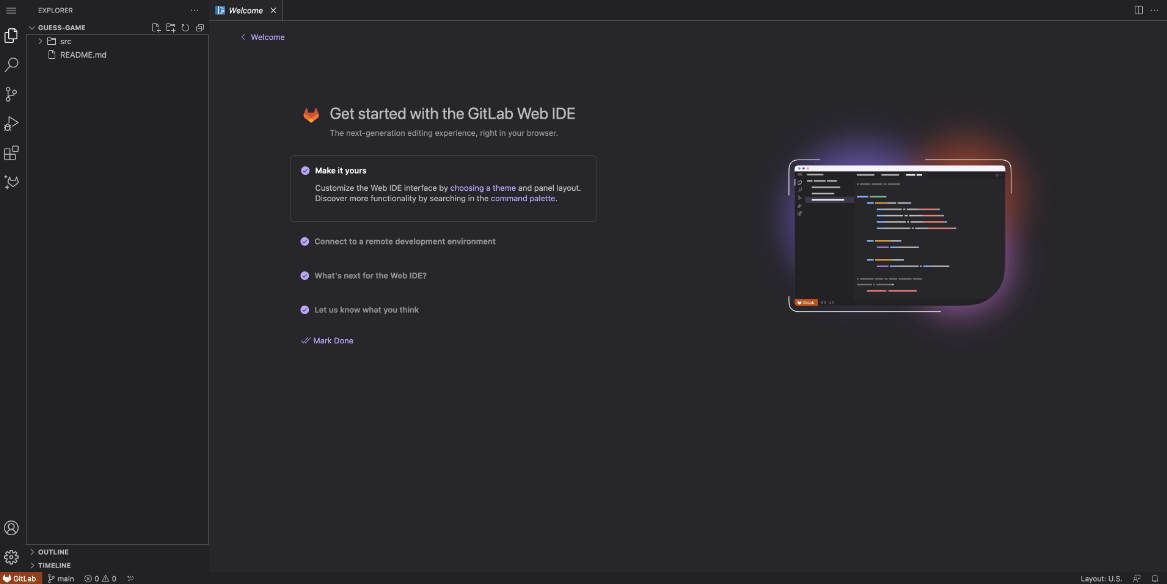 EXPLORER
Welcome
GUESS-GAME
src
README.md
Welcome
Get started with the GitLab Web IDE
The next-generation editing experience, right in your browser.
Make it yours
Customize the Web IDE interface by choosing a theme and panel layout.
Discover more functionality by searching in the command palette.
Connect to a remote development environment
What's next for the Web IDE?
Let us know what you think
Mark Done
GitLab
OUTLINE
TIMELINE
GitLab main 0 0 Layout: U.S.